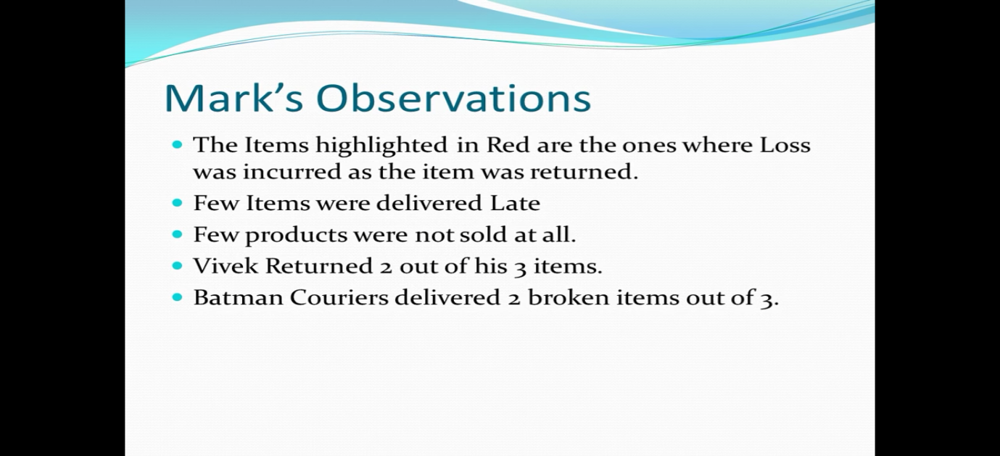 Mark's Observations
The Items highlighted in Red are the ones where Loss
was incurred as the item was returned.
Few Items were delivered Late
Few products were not sold at all.
Vivek Returned 2 out of his 3 items.
Batman Couriers delivered 2 broken items out of 3.